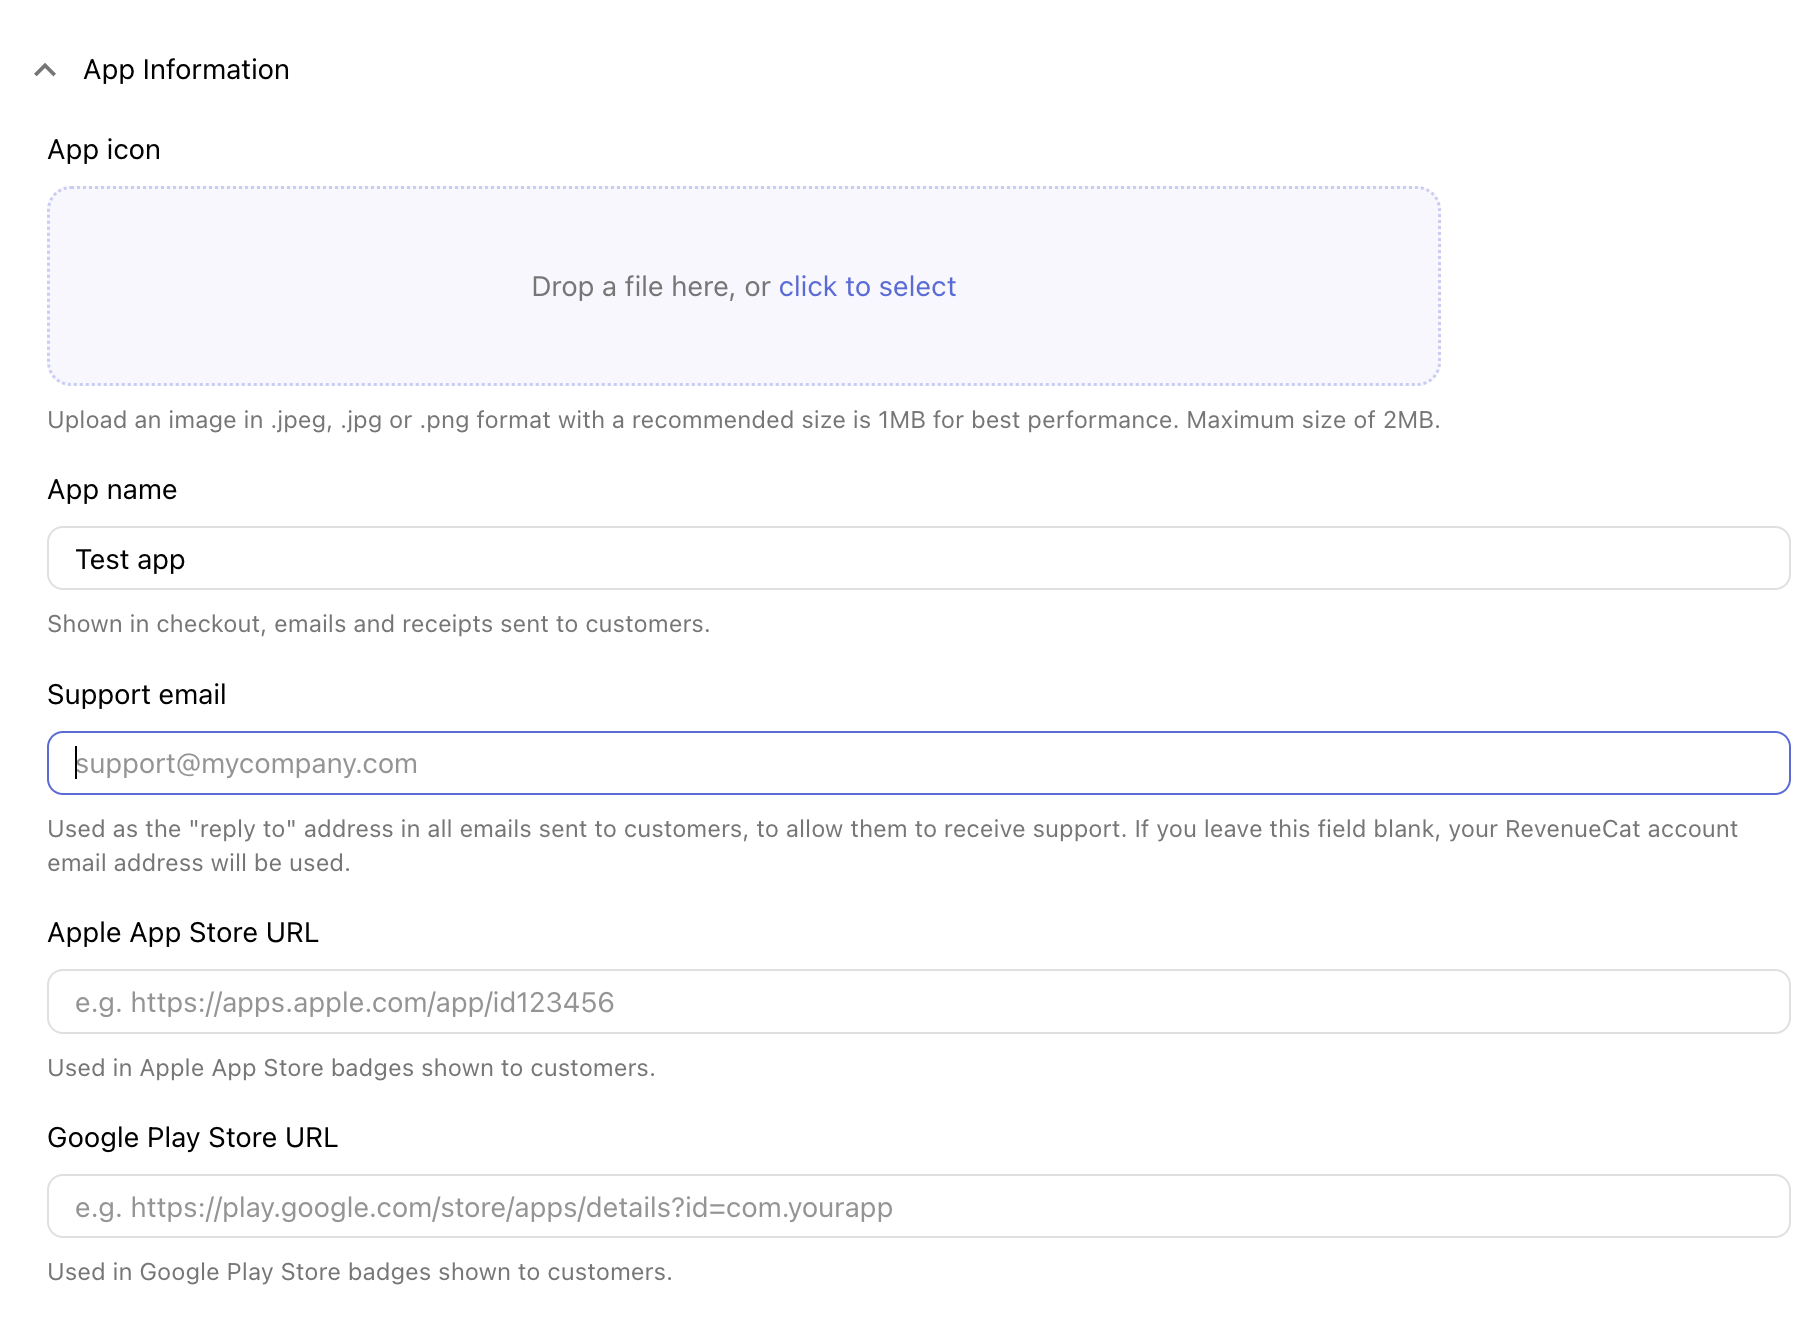 App Information
App icon
Drop a file here, or click to select
Upload an image in .jpeg, .jpg or .png format with a recommended size is 1MB for best performance. Maximum size of 2MB.
App name
Test app
Shown in checkout, emails and receipts sent to customers.
Support email
support@mycompany.com
Used as the "reply to" address in all emails sent to customers, to allow them to receive support. If you leave this field blank, your RevenueCat account
email address will be used.
Apple App Store URL
e.g. https://apps.apple.com/app/id123456
Used in Apple App Store badges shown to customers.
Google Play Store URL
e.g. https://play.google.com/store/apps/details?id=com.yourapp
Used in Google Play Store badges shown to customers.